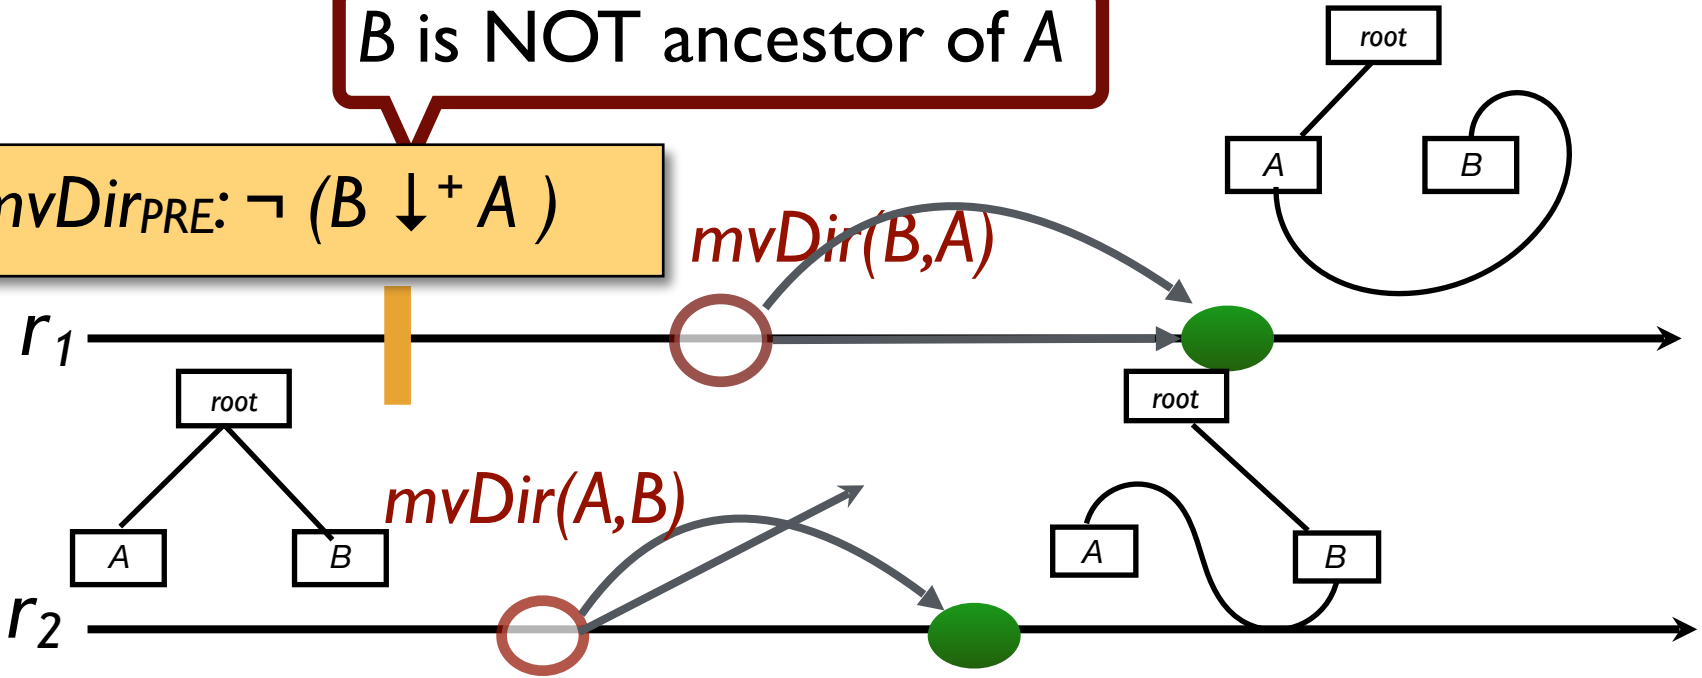 B is NOT ancestor of A
root
A
B
mvDirPRE: ¬ (B ↓+ A )
mvDir(B,A)
r1
root
A
B
root
A
B
mvDir(A,B)
r2